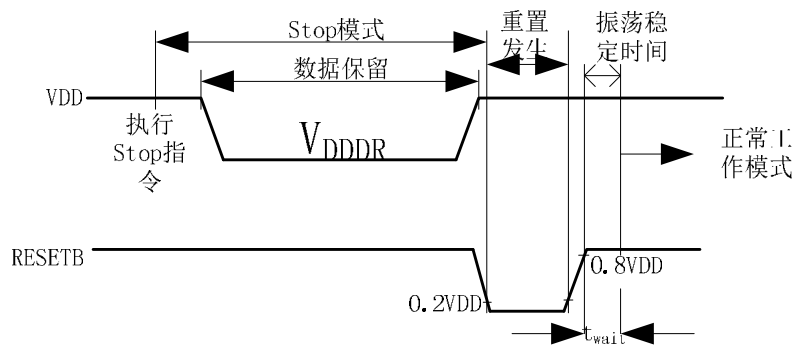 Stop模式
重置
发生
振荡稳
定时间
数据保留
VDD
执行
Stop指
令
VDDDR
正常工
作模式
RESETB
0.2VDD
0.8VDD
twait